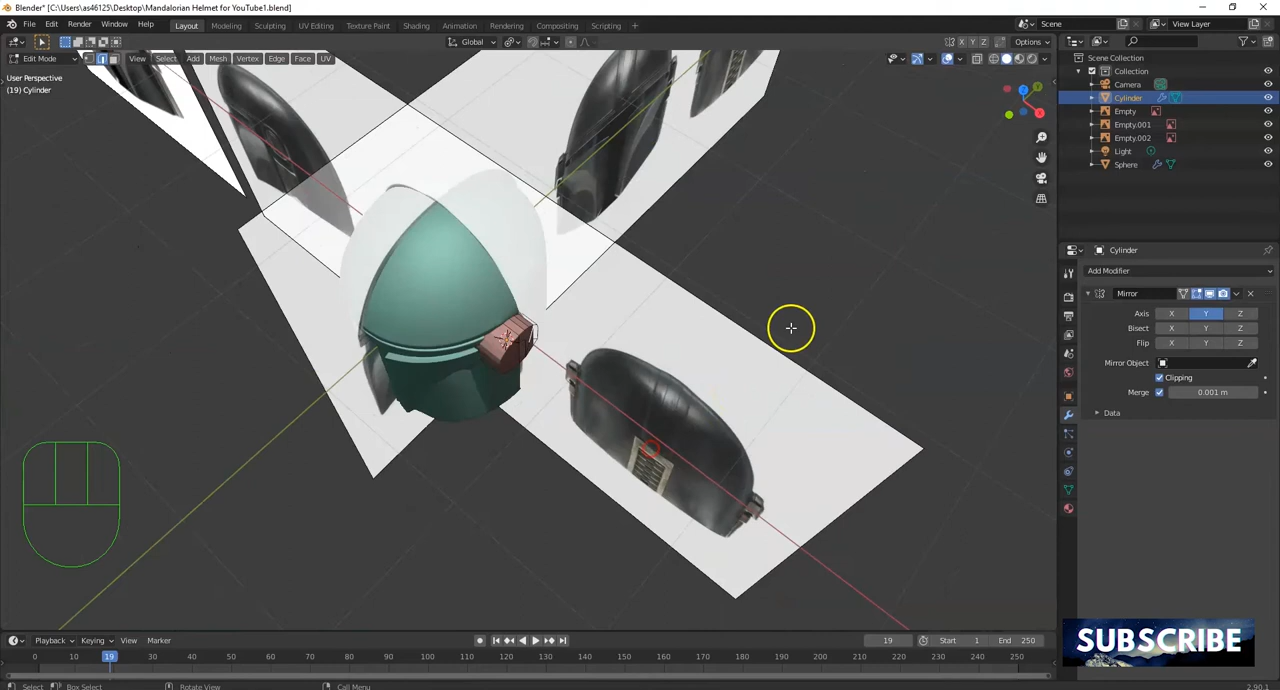 Blender* [C:\Users\as46125\Desktop\Mandalorian Helmet for YouTube1.blend]
File Edit Render Window Help Layout Modeling Sculpting UV Editing Texture Paint Shading Animation Rendering Compositing Scripting + Scene View Layer
Global X Y Z Options
Edit Mode View Select Add Mesh Vertex Edge Face UV
User Perspective
(19) Cylinder
Scene Collection
Collection
Camera
Cylinder
Empty
Empty.001
Empty.002
Light
Sphere
Cylinder
Add Modifier
Mirror
Axis X Y Z
Bisect X Y Z
Flip X Y Z
Mirror Object
Clipping
Merge 0.001 m
Data
SUBSCRIBE
Playback Keying View Marker 19 Start 1 End 250
0 10 19 30 40 50 60 70 80 90 100 110 120 130 140 150 160 170 180 190 200 210 220 230 240 250
Select Box Select Rotate View Call Menu 2.90.1